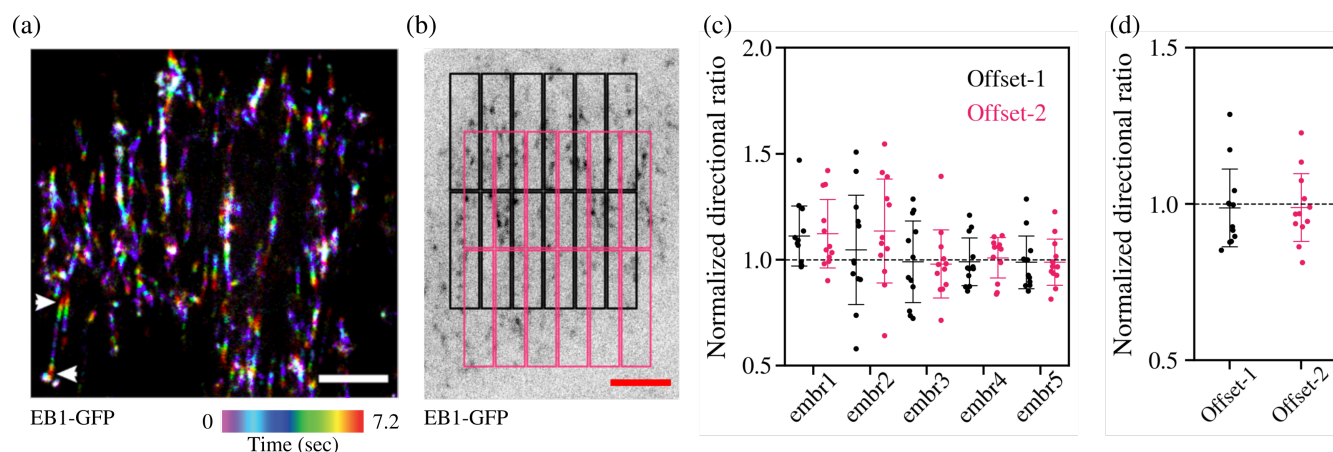 (a)
EB1-GFP
0
7.2
Time (sec)
(b)
EB1-GFP
(c)
Normalized directional ratio
2.0
1.5
1.0
0.5
Offset-1
Offset-2
embr1
embr2
embr3
embr4
embr5
(d)
Normalized directional ratio
1.5
1.0
0.5
Offset-1
Offset-2